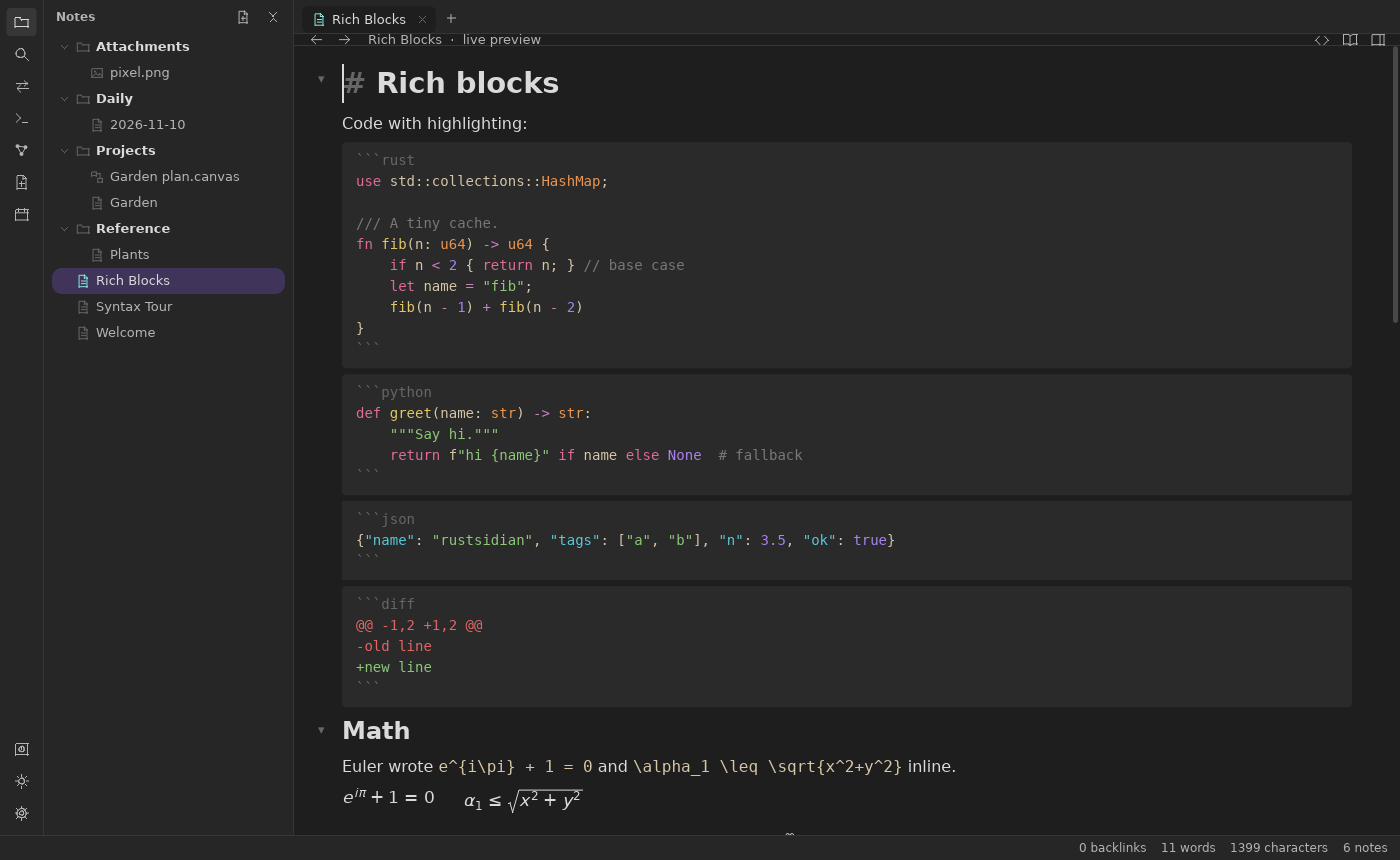 Notes
Attachments
pixel.png
Daily
2026-11-10
Projects
Garden plan.canvas
Garden
Reference
Plants
Rich Blocks
Syntax Tour
Welcome
Rich Blocks
Rich Blocks · live preview
# Rich blocks
Code with highlighting:
```rust
use std::collections::HashMap;
/// A tiny cache.
fn fib(n: u64) -> u64 {
    if n < 2 { return n; } // base case
    let name = "fib";
    fib(n - 1) + fib(n - 2)
}
```
```python
def greet(name: str) -> str:
    """Say hi."""
    return f"hi {name}" if name else None  # fallback
```
```json
{"name": "rustsidian", "tags": ["a", "b"], "n": 3.5, "ok": true}
```
```diff
@@ -1,2 +1,2 @@
-old line
+new line
```
Math
Euler wrote e^{i\pi} + 1 = 0 and \alpha_1 \leq \sqrt{x^2+y^2} inline.
e^{iπ} + 1 = 0 α₁ ≤ √(x² + y²)
0 backlinks 11 words 1399 characters 6 notes